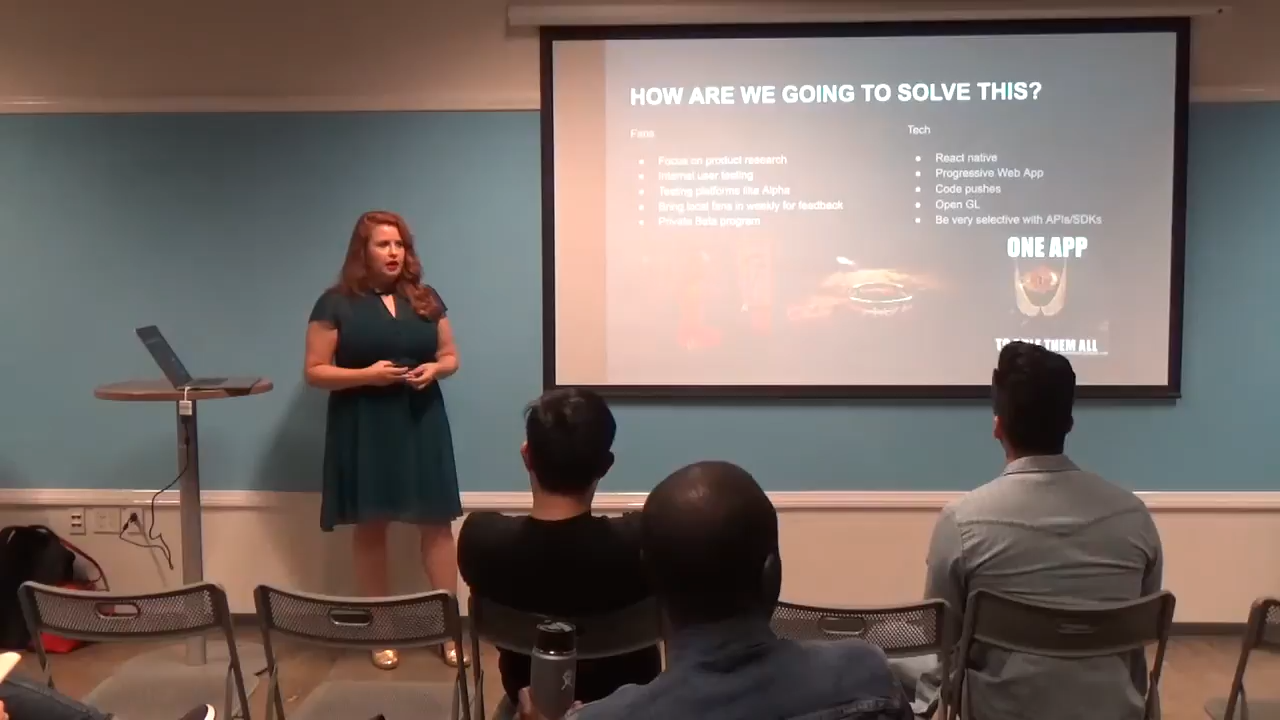 HOW ARE WE GOING TO SOLVE THIS?
Fans
Focus on product research
Internal user testing
Testing platforms like Alpha
Bring local fans in weekly for feedback
Private Beta program
Tech
React native
Progressive Web App
Code pushes
Open GL
Be very selective with APIs/SDKs
ONE APP
THEM ALL